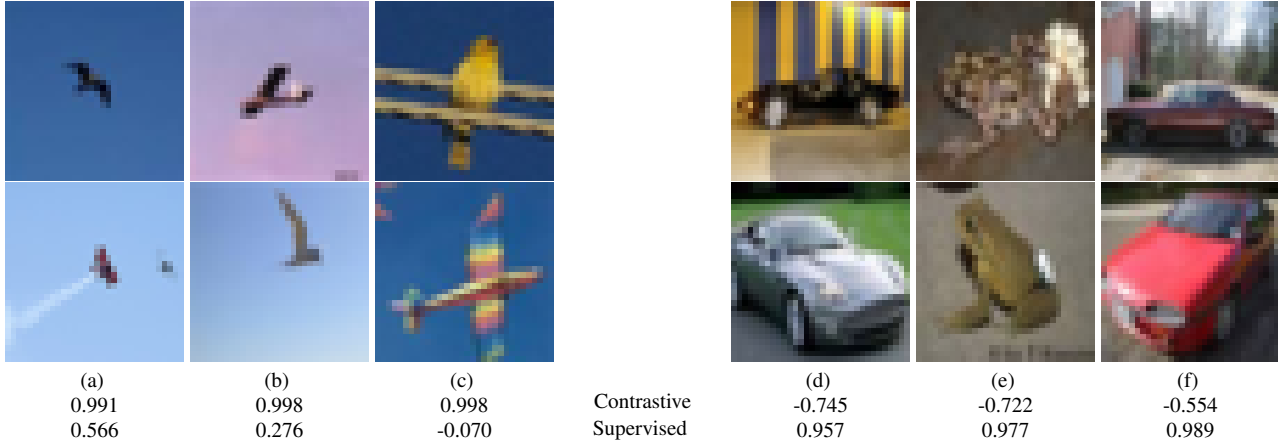 (a) (b) (c) (d) (e) (f)
0.991 0.998 0.998 Contrastive -0.745 -0.722 -0.554
0.566 0.276 -0.070 Supervised 0.957 0.977 0.989